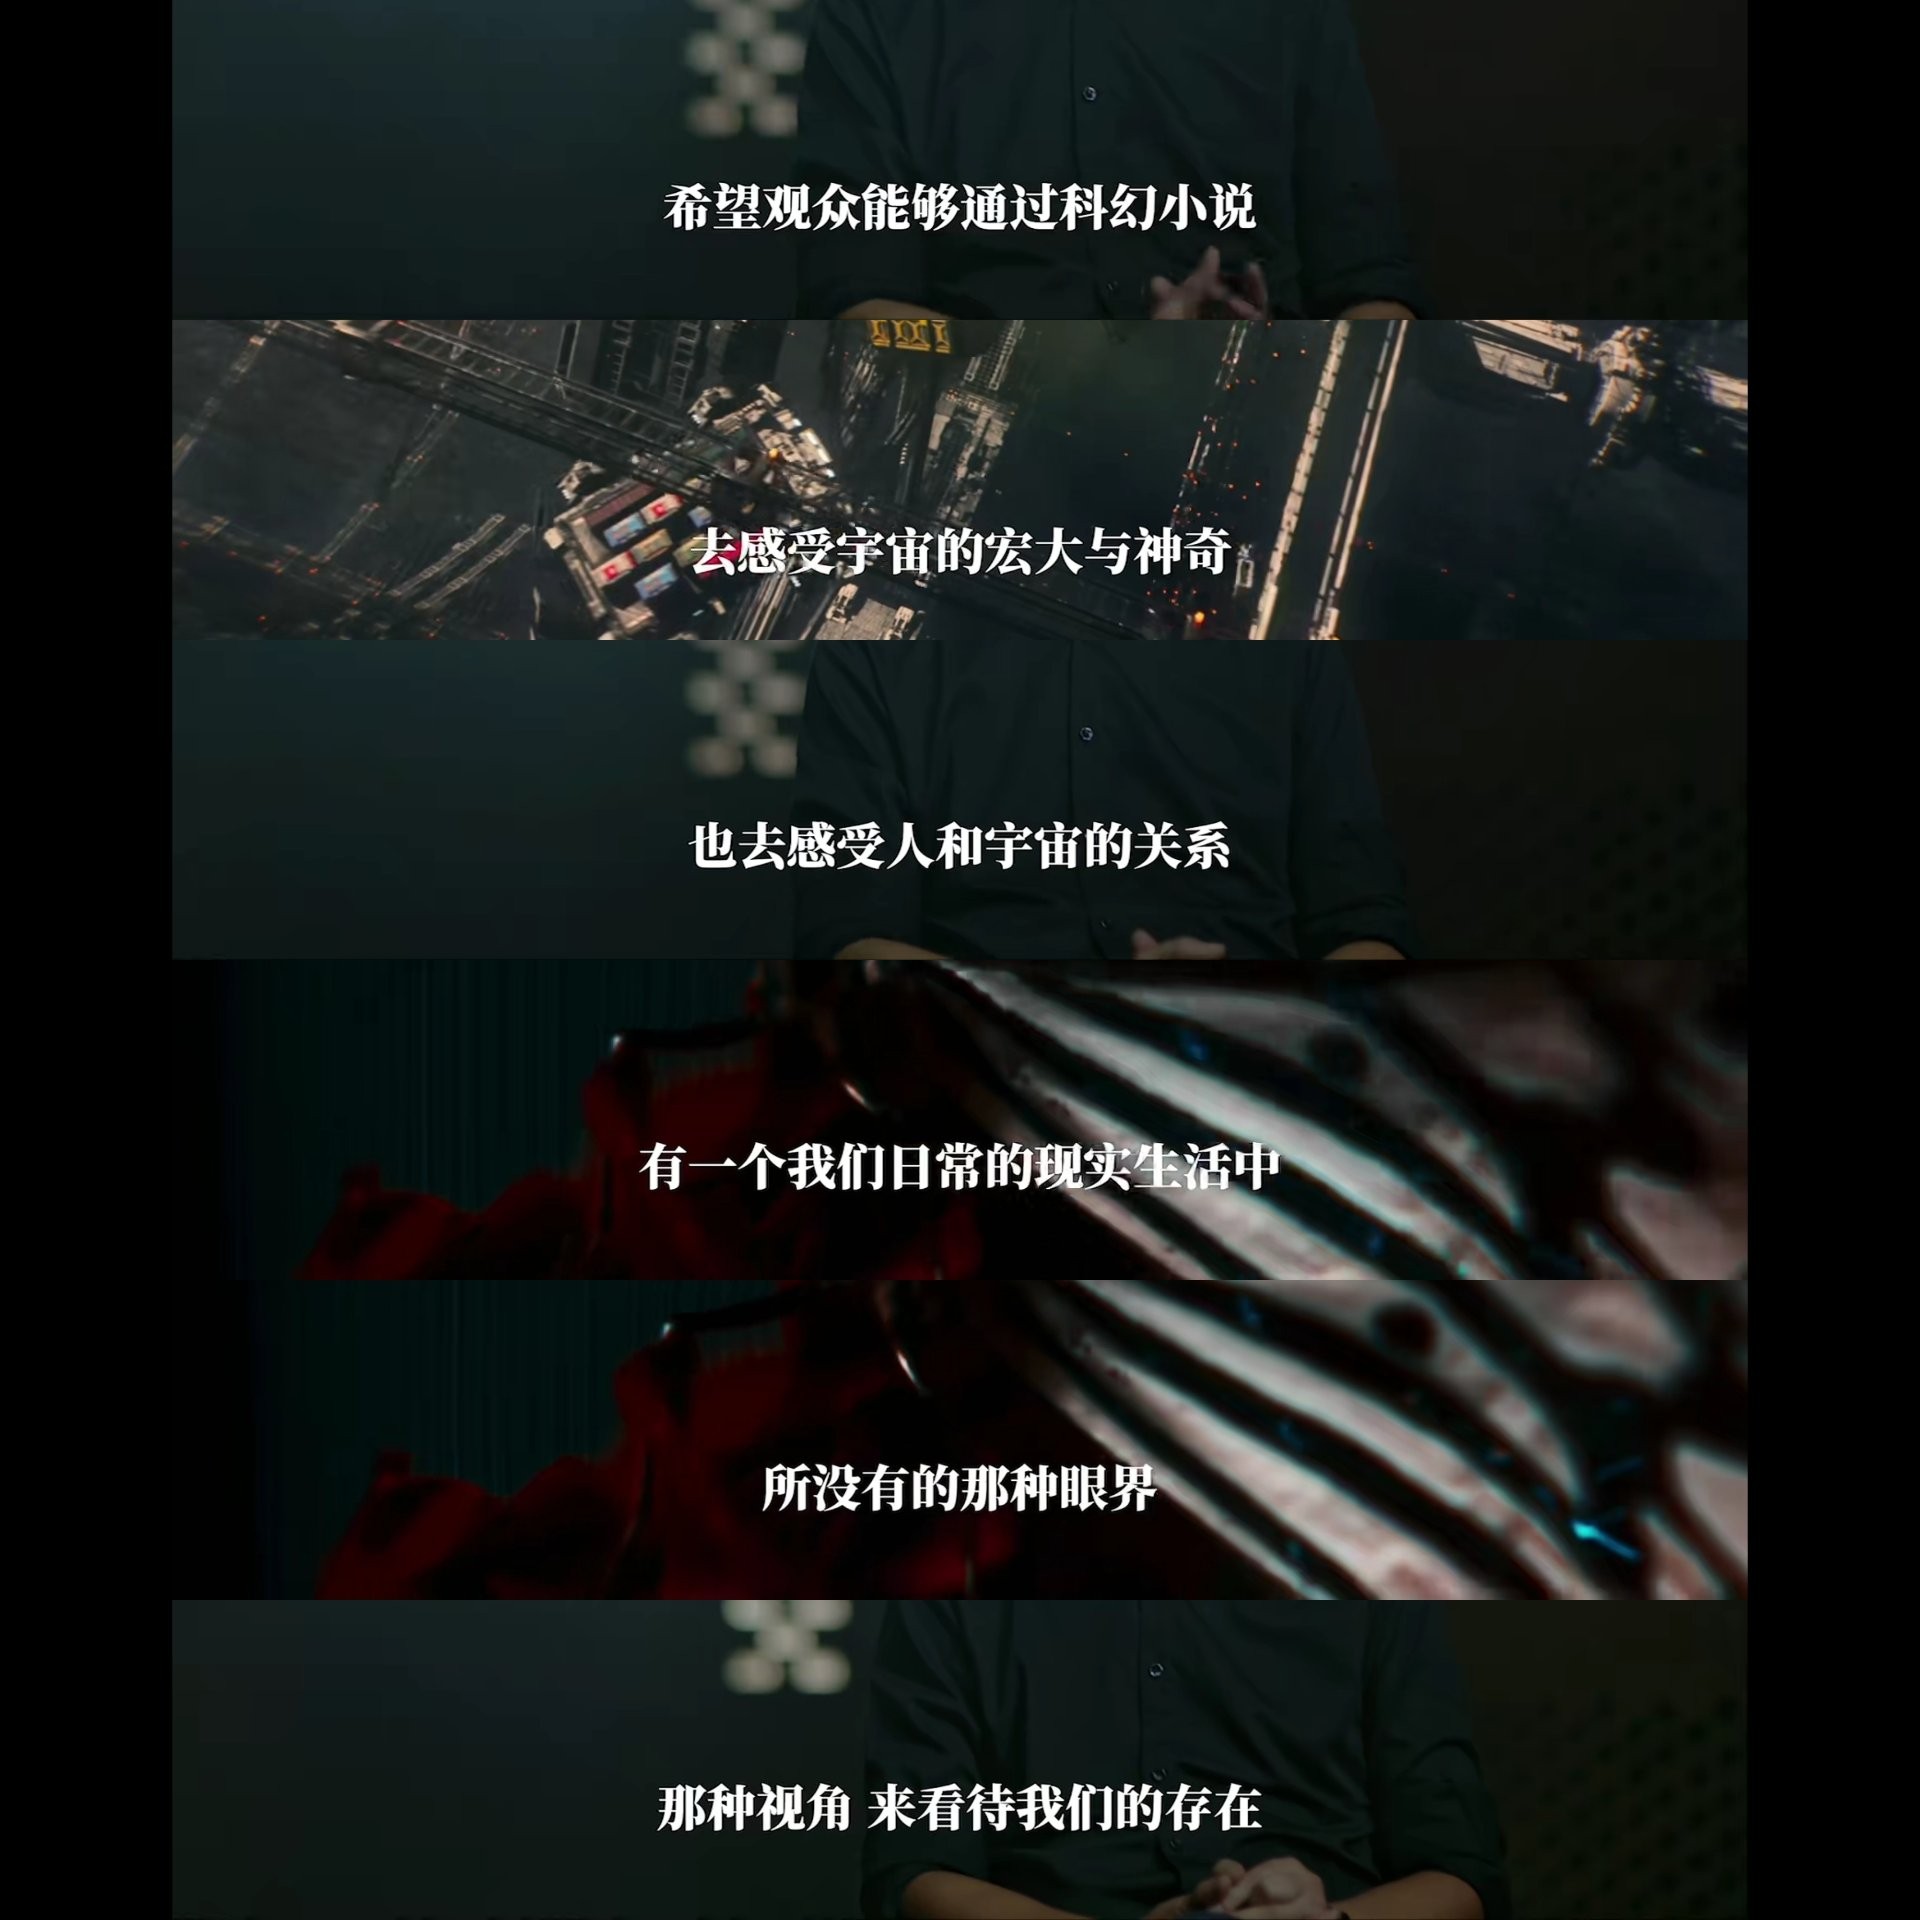 希望观众能够通过科幻小说
去感受宇宙的宏大与神奇
也去感受人和宇宙的关系
有一个我们日常的现实生活中
所没有的那种眼界
那种视角 来看待我们的存在